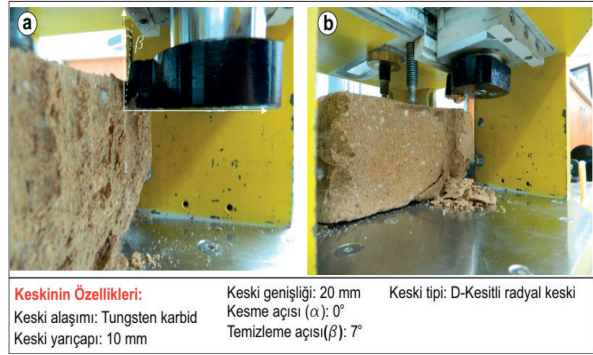 a
β
b
Keskinin Özellikleri:
Keski alaşımı: Tungsten karbid
Keski yarıçapı: 10 mm
Keski genişliği: 20 mm
Kesme açısı (α): 0°
Temizleme açısı(β): 7°
Keski tipi: D-Kesitli radyal keski